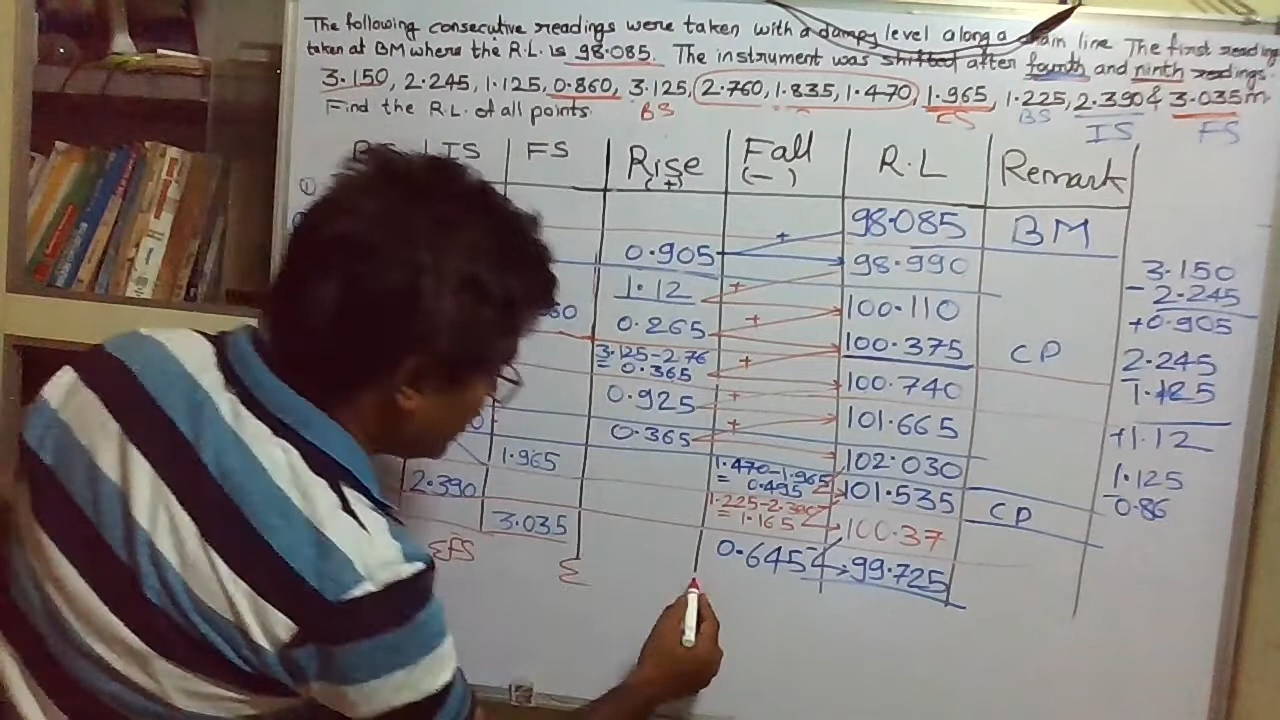 The following consecutive readings were taken with a dumpy level along a chain line The first reading
taken at BM where the R.L. is 98.085. The instrument was shifted after fourth and ninth readings.
3.150, 2.245, 1.125, 0.860, 3.125, 2.760, 1.835, 1.470, 1.965, 1.225, 2.390 & 3.035m.
Find the R.L. of all points. BS CS BS IS FS
IS FS Rise (+) Fall (-) R.L Remark
①
98.085 BM
0.905 98.990
1.12 100.110
60 0.265 100.375 CP
3.125-2.76
= 0.365 100.740
0.925 101.665
0.365 102.030
1.965 1.470-1.965
= 0.495 101.535 CP
2.390 1.225-2.390
= 1.165 100.37
3.035 0.645 99.725
ΣFS Σ
3.150
- 2.245
+0.905
2.245
- 1.125
+1.12
1.125
-0.86